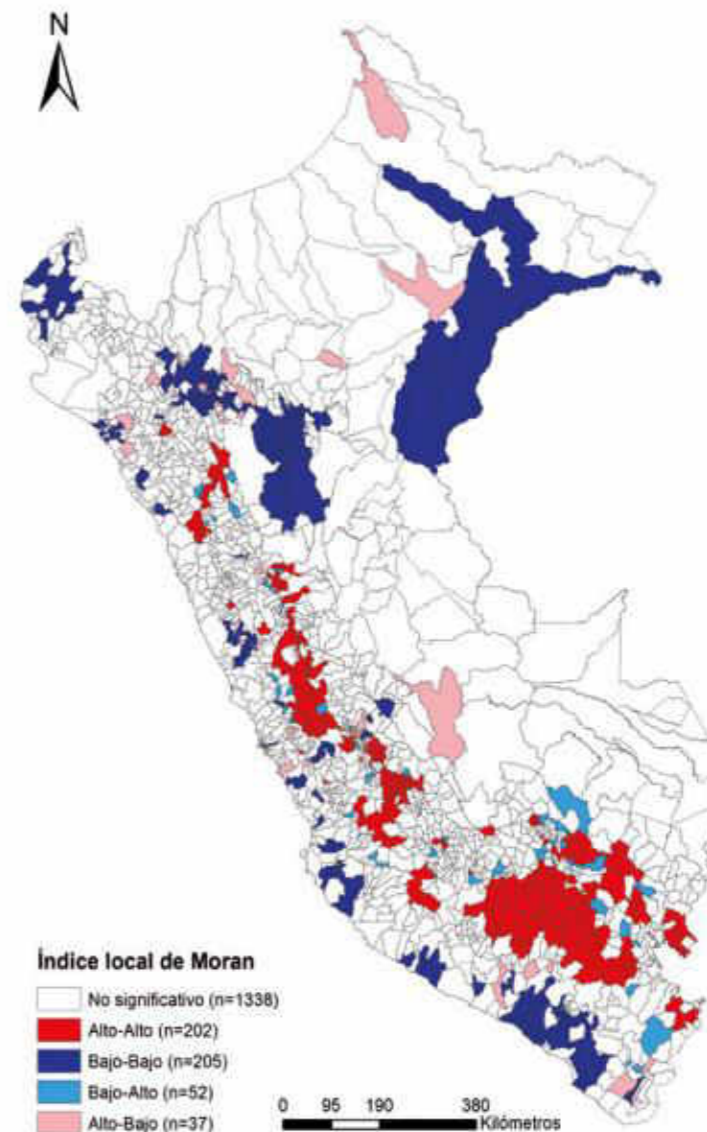 N
Índice local de Moran
No significativo (n=1338)
Alto-Alto (n=202)
Bajo-Bajo (n=205)
Bajo-Alto (n=52)
Alto-Bajo (n=37)
0 95 190 380
Kilómetros